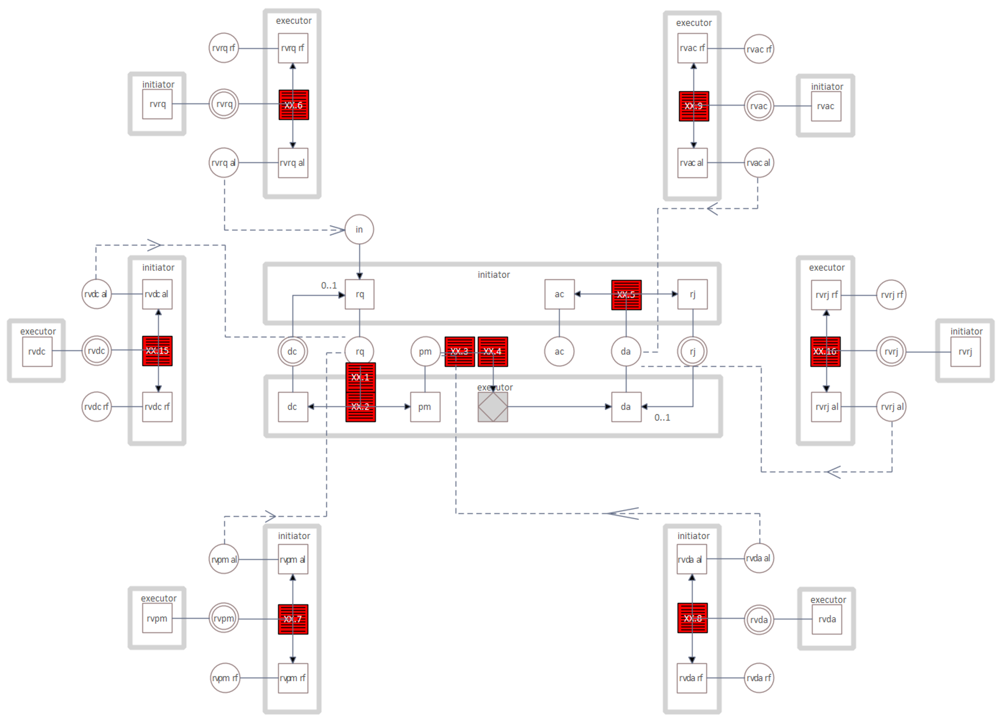 executor
executor
rvrq rf
rvrq rf
rvac rf
rvac rf
initiator
initiator
rvrq
rvrq
XX.6
XX.9
rvac
rvac
rvrq al
rvrq al
rvac al
rvac al
in
initiator
initiator
executor
0..1
rvdc al
rvdc al
rq
ac
XX.5
rj
rvrj rf
rvrj rf
executor
initiator
rvdc
rvdc
XX.15
dc
rq
pm
XX.3
XX.4
ac
da
rj
XX.16
rvrj
rvrj
XX.1
executor
rvdc rf
rvdc rf
dc
XX.2
pm
da
0..1
rvrj al
rvrj al
initiator
initiator
rvpm al
rvpm al
rvda al
rvda al
executor
executor
rvpm
rvpm
XX.7
XX.8
rvda
rvda
rvpm rf
rvpm rf
rvda rf
rvda rf